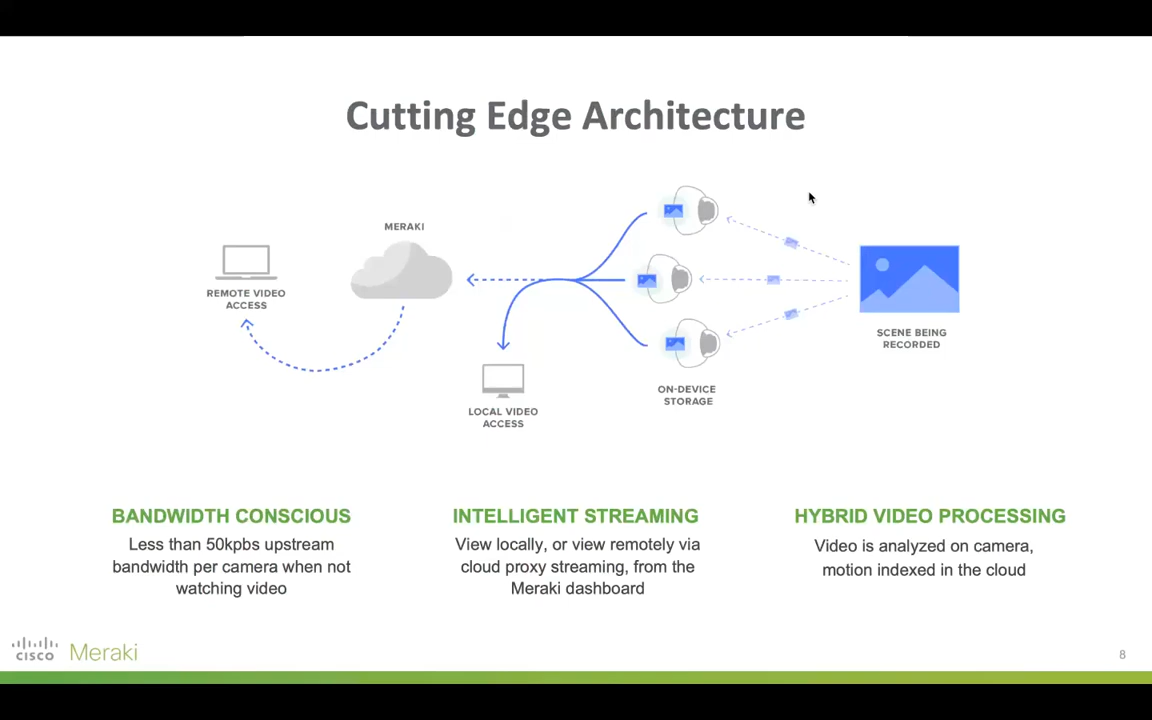 Cutting Edge Architecture
MERAKI
REMOTE VIDEO
ACCESS
SCENE BEING
RECORDED
ON-DEVICE
STORAGE
LOCAL VIDEO
ACCESS
BANDWIDTH CONSCIOUS
Less than 50kpbs upstream
bandwidth per camera when not
watching video
INTELLIGENT STREAMING
View locally, or view remotely via
cloud proxy streaming, from the
Meraki dashboard
HYBRID VIDEO PROCESSING
Video is analyzed on camera,
motion indexed in the cloud
CISCO Meraki
8